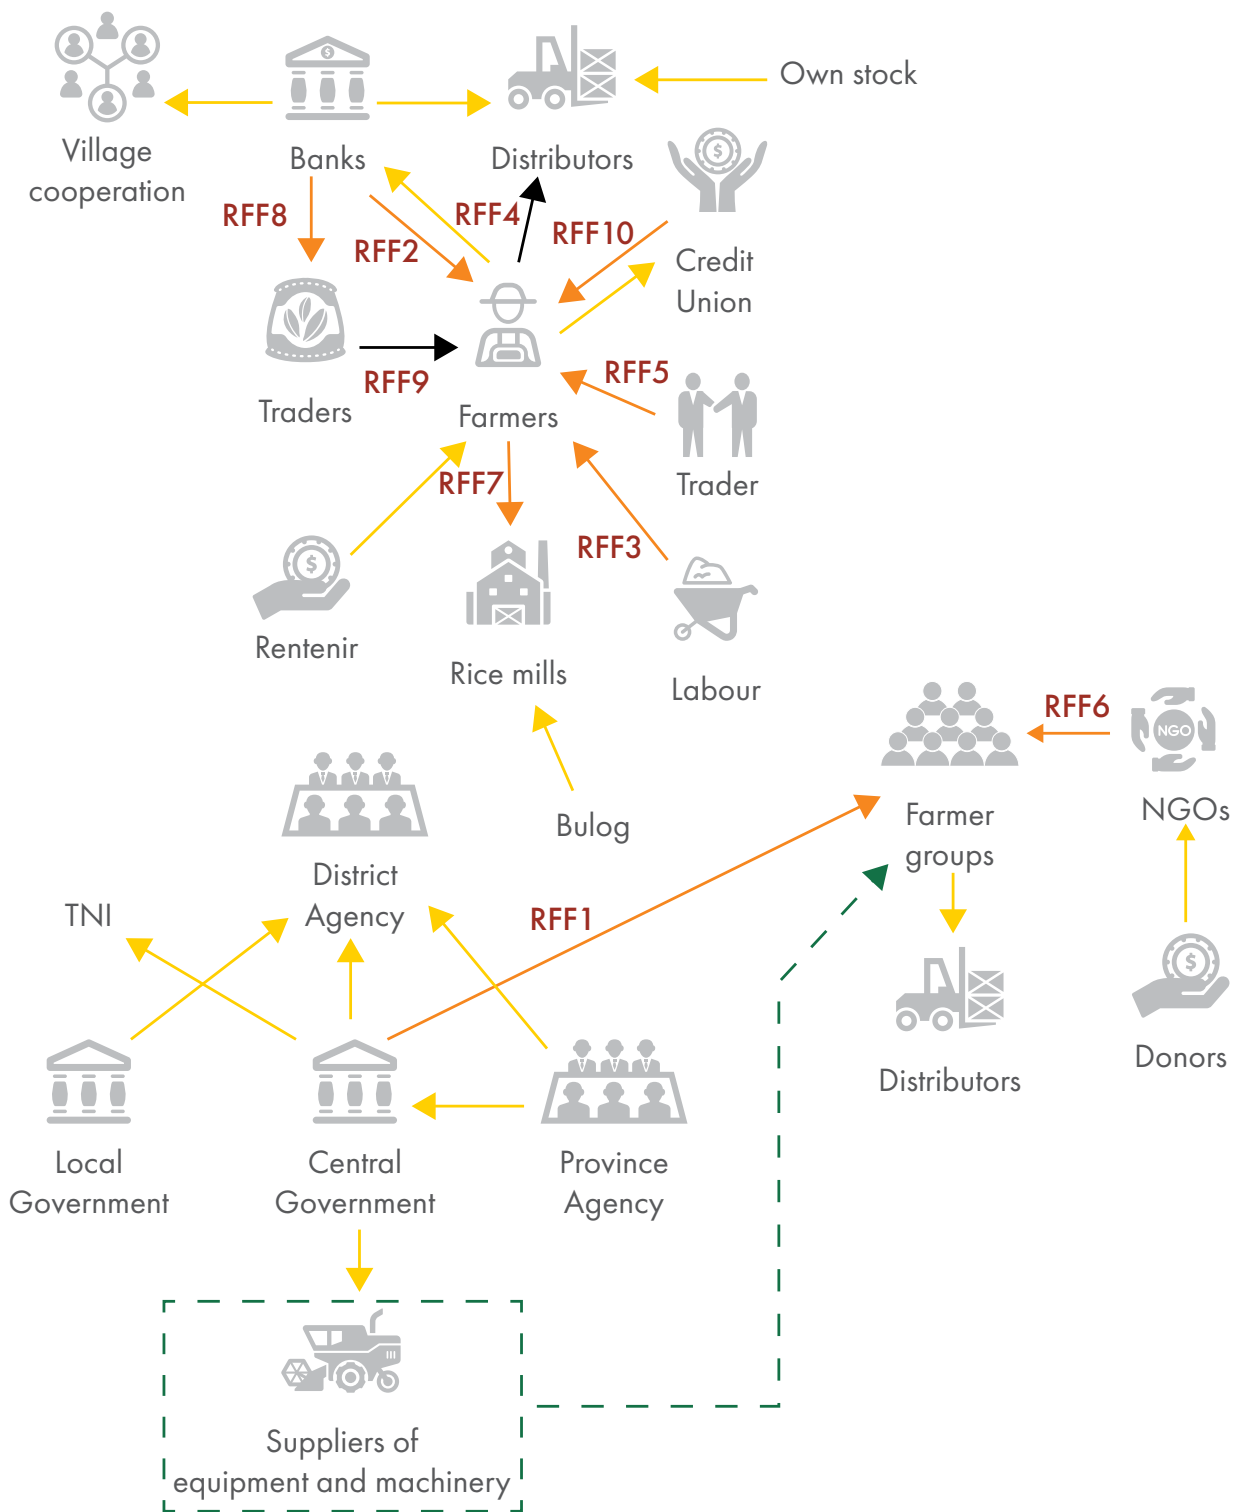 Own stock
Village
cooperation
Banks
Distributors
RFF8
RFF2
RFF4
RFF10
Credit
Union
Traders
RFF9
Farmers
RFF5
Trader
RFF7
RFF3
Rentenir
Rice mills
Labour
RFF6
NGO
NGOs
Bulog
Farmer
groups
District
Agency
TNI
RFF1
Distributors
Donors
Local
Government
Central
Government
Province
Agency
Suppliers of
equipment and machinery